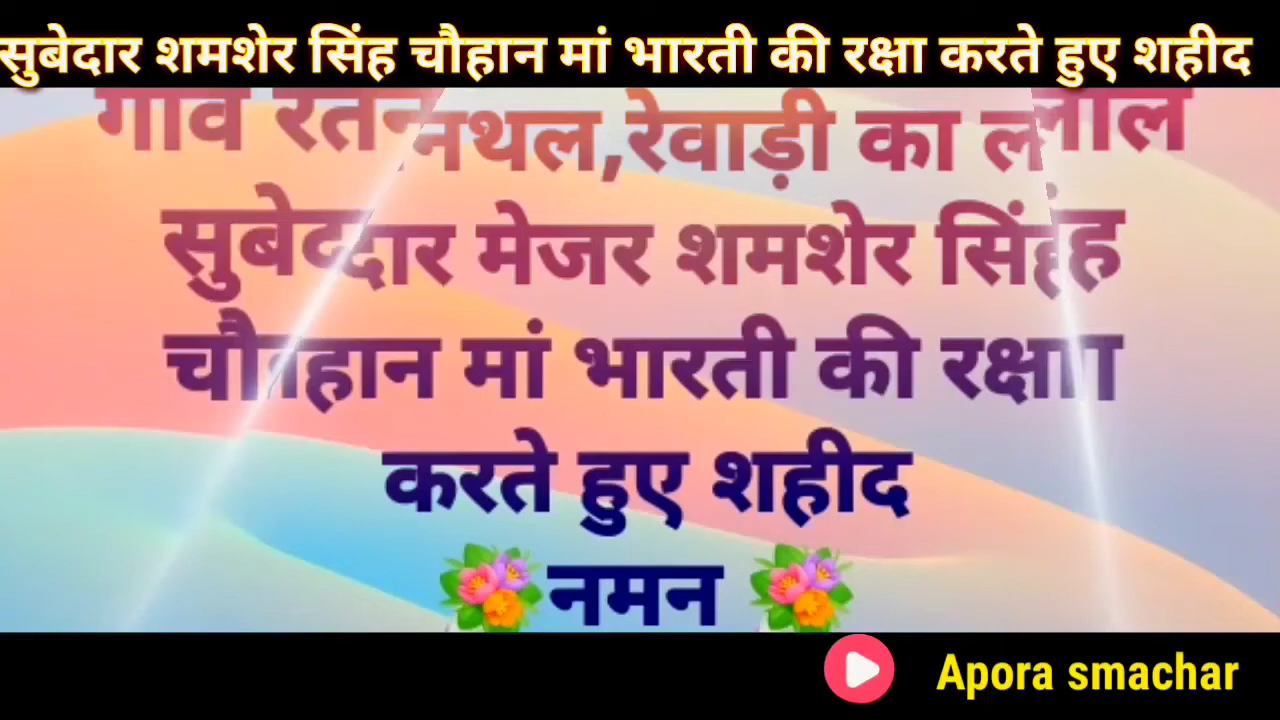 सुबेदार शमशेर सिंह चौहान मां भारती की रक्षा करते हुए शहीद
गांव रतनथल,रेवाड़ी का लाल
सुबेदार मेजर शमशेर सिंह
चौहान मां भारती की रक्षा
करते हुए शहीद
💐नमन 💐
Apora smachar